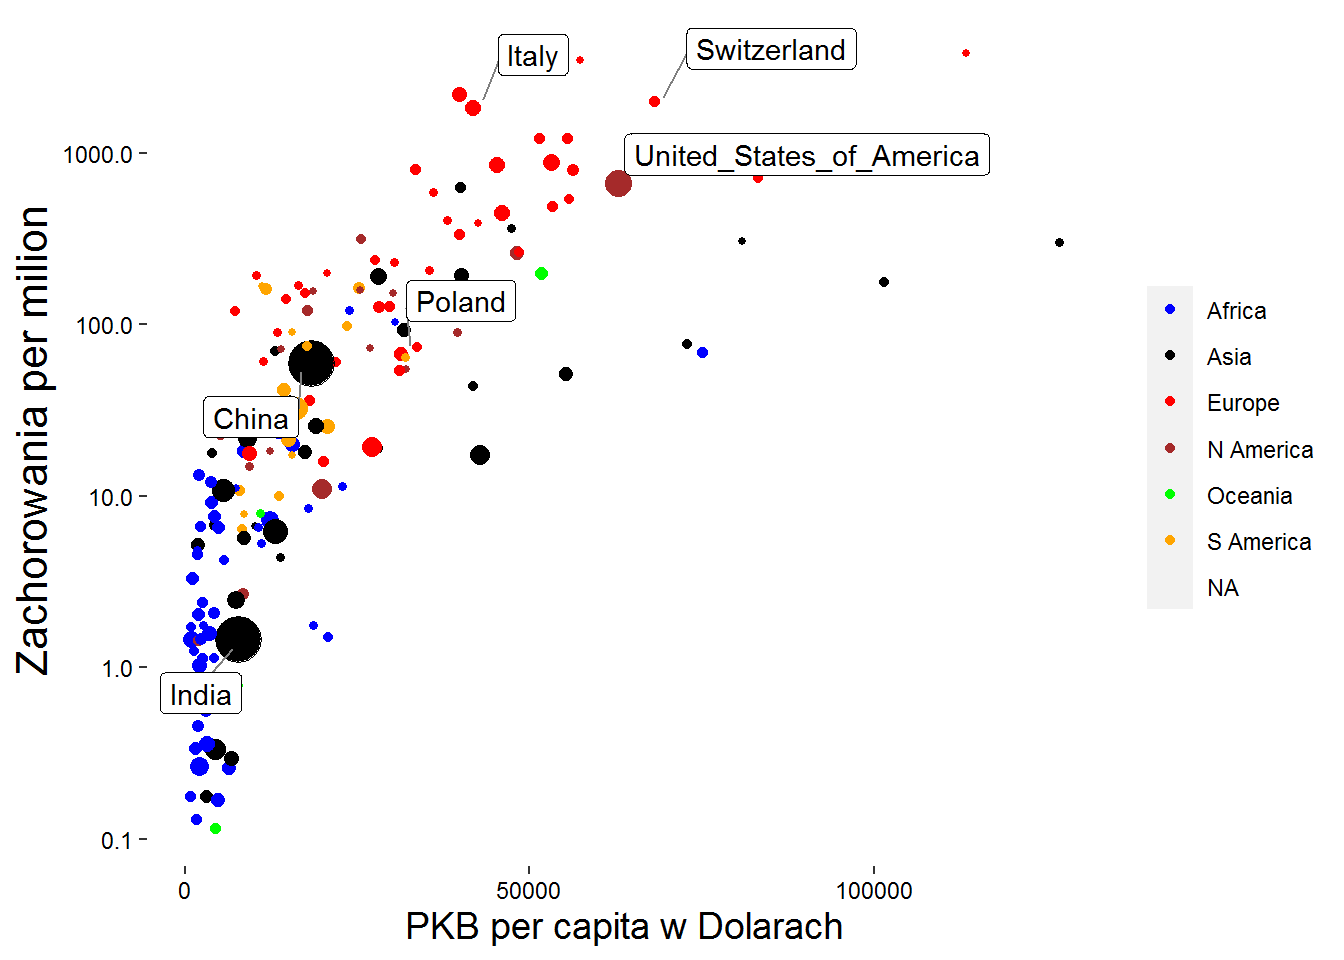 Italy
Switzerland
United_States_of_America
Poland
China
India
Zachorowania per milion
1000.0
100.0
10.0
1.0
0.1
0
50000
100000
PKB per capita w Dolarach
Africa
Asia
Europe
N America
Oceania
S America
NA